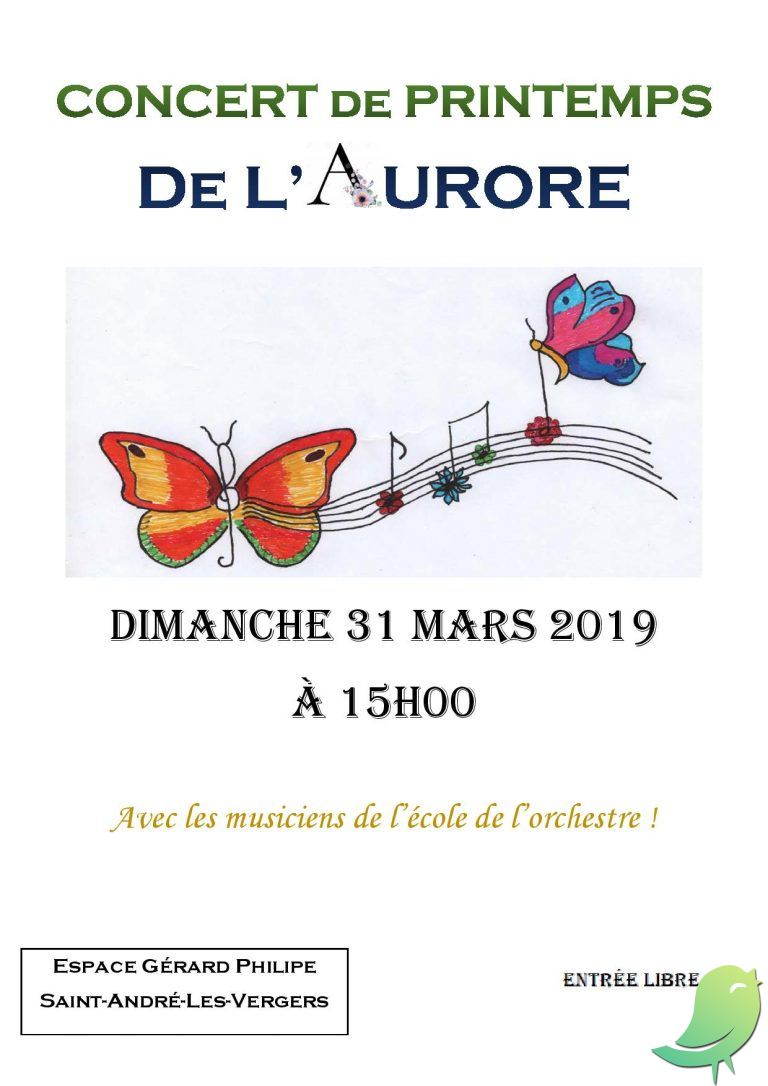 CONCERT DE PRINTEMPS
DE L’AURORE
DIMANCHE 31 MARS 2019
À 15H00
Avec les musiciens de l’école de l’orchestre !
ESPACE GÉRARD PHILIPE
SAINT-ANDRÉ-LES-VERGERS
ENTRÉE LIBRE